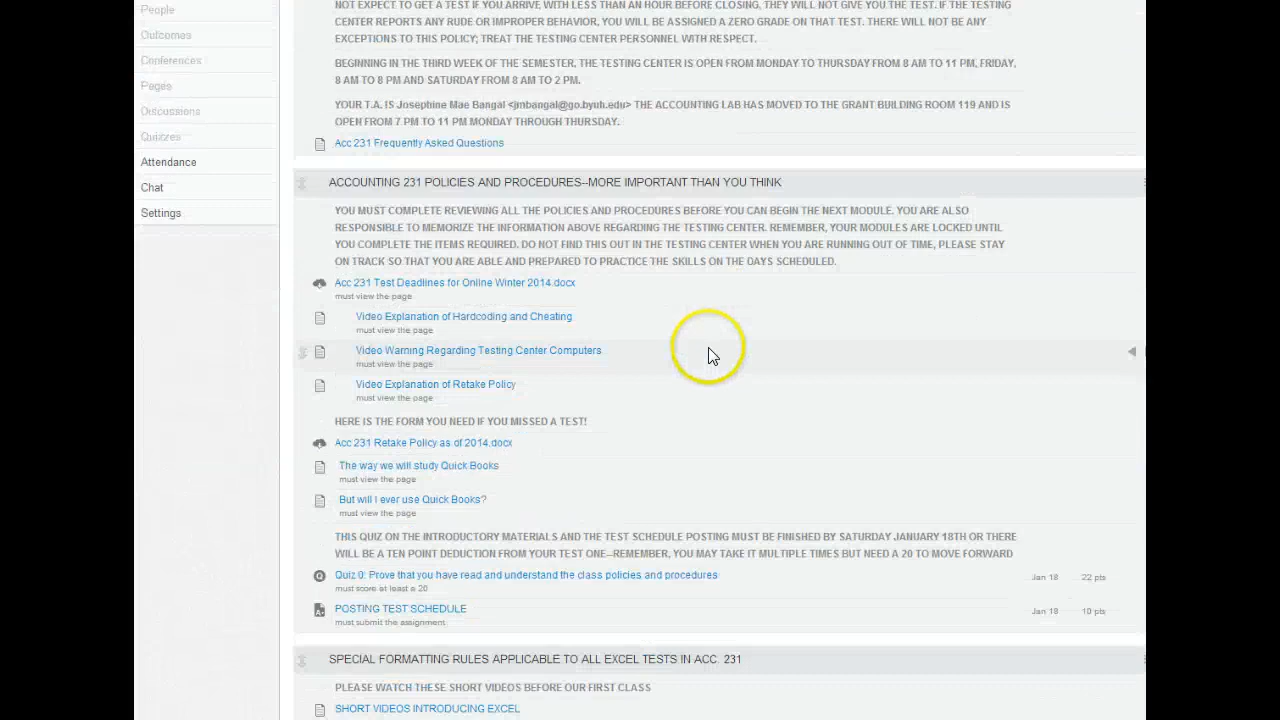 People
Outcomes
Conferences
Pages
Discussions
Quizzes
Attendance
Chat
Settings
NOT EXPECT TO GET A TEST IF YOU ARRIVE WITH LESS THAN AN HOUR BEFORE CLOSING, THEY WILL NOT GIVE YOU THE TEST. IF THE TESTING
CENTER REPORTS ANY RUDE OR IMPROPER BEHAVIOR, YOU WILL BE ASSIGNED A ZERO GRADE ON THAT TEST. THERE WILL NOT BE ANY
EXCEPTIONS TO THIS POLICY; TREAT THE TESTING CENTER PERSONNEL WITH RESPECT.
BEGINNING IN THE THIRD WEEK OF THE SEMESTER, THE TESTING CENTER IS OPEN FROM MONDAY TO THURSDAY FROM 8 AM TO 11 PM, FRIDAY,
8 AM TO 8 PM AND SATURDAY FROM 8 AM TO 2 PM.
YOUR T.A. IS Josephine Mae Bangal <jmbangal@go.byuh.edu> THE ACCOUNTING LAB HAS MOVED TO THE GRANT BUILDING ROOM 119 AND IS
OPEN FROM 7 PM TO 11 PM MONDAY THROUGH THURSDAY.
Acc 231 Frequently Asked Questions
ACCOUNTING 231 POLICIES AND PROCEDURES--MORE IMPORTANT THAN YOU THINK
YOU MUST COMPLETE REVIEWING ALL THE POLICIES AND PROCEDURES BEFORE YOU CAN BEGIN THE NEXT MODULE. YOU ARE ALSO
RESPONSIBLE TO MEMORIZE THE INFORMATION ABOVE REGARDING THE TESTING CENTER. REMEMBER, YOUR MODULES ARE LOCKED UNTIL
YOU COMPLETE THE ITEMS REQUIRED. DO NOT FIND THIS OUT IN THE TESTING CENTER WHEN YOU ARE RUNNING OUT OF TIME, PLEASE STAY
ON TRACK SO THAT YOU ARE ABLE AND PREPARED TO PRACTICE THE SKILLS ON THE DAYS SCHEDULED.
Acc 231 Test Deadlines for Online Winter 2014.docx
must view the page
Video Explanation of Hardcoding and Cheating
must view the page
Video Warning Regarding Testing Center Computers
must view the page
Video Explanation of Retake Policy
must view the page
HERE IS THE FORM YOU NEED IF YOU MISSED A TEST!
Acc 231 Retake Policy as of 2014.docx
The way we will study Quick Books
must view the page
But will I ever use Quick Books?
must view the page
THIS QUIZ ON THE INTRODUCTORY MATERIALS AND THE TEST SCHEDULE POSTING MUST BE FINISHED BY SATURDAY JANUARY 18TH OR THERE
WILL BE A TEN POINT DEDUCTION FROM YOUR TEST ONE--REMEMBER, YOU MAY TAKE IT MULTIPLE TIMES BUT NEED A 20 TO MOVE FORWARD
Quiz 0: Prove that you have read and understand the class policies and procedures Jan 18 22 pts
must score at least a 20
POSTING TEST SCHEDULE Jan 18 10 pts
must submit the assignment
SPECIAL FORMATTING RULES APPLICABLE TO ALL EXCEL TESTS IN ACC. 231
PLEASE WATCH THESE SHORT VIDEOS BEFORE OUR FIRST CLASS
SHORT VIDEOS INTRODUCING EXCEL